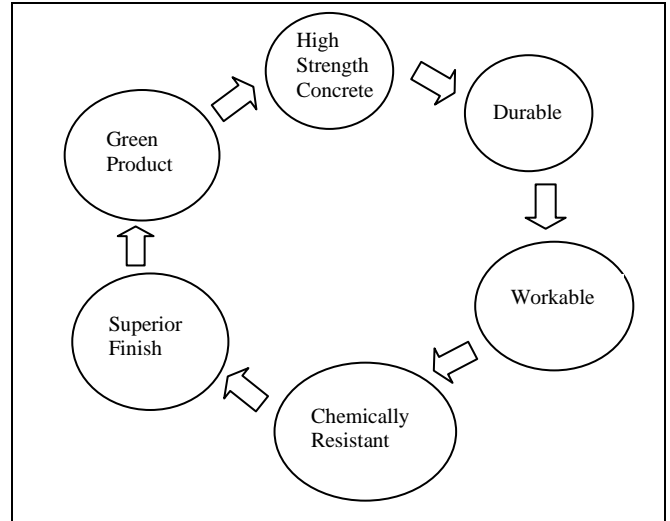 High
Strength
Concrete
Durable
Workable
Chemically
Resistant
Superior
Finish
Green
Product